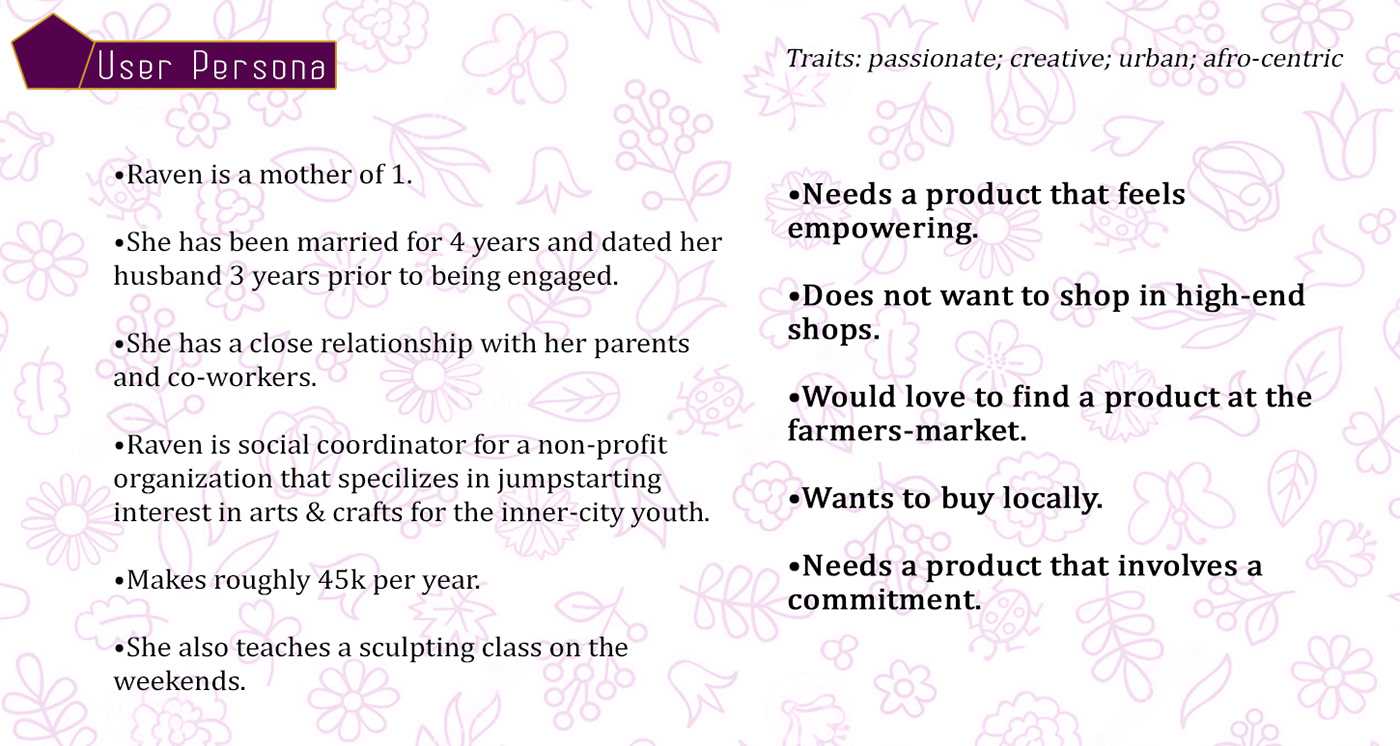 User Persona
Traits: passionate; creative; urban; afro-centric
•Raven is a mother of 1.
•She has been married for 4 years and dated her
husband 3 years prior to being engaged.
•She has a close relationship with her parents
and co-workers.
•Raven is social coordinator for a non-profit
organization that specilizes in jumpstarting
interest in arts & crafts for the inner-city youth.
•Makes roughly 45k per year.
•She also teaches a sculpting class on the
weekends.
•Needs a product that feels
empowering.
•Does not want to shop in high-end
shops.
•Would love to find a product at the
farmers-market.
•Wants to buy locally.
•Needs a product that involves a
commitment.